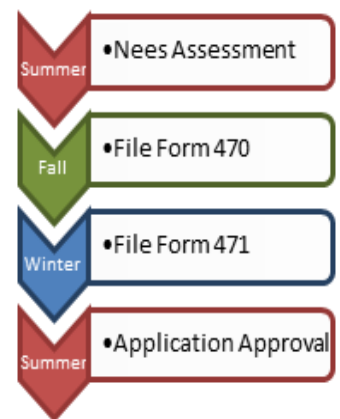 Summer
•Nees Assessment
Fall
•File Form 470
Winter
•File Form 471
Summer
•Application Approval